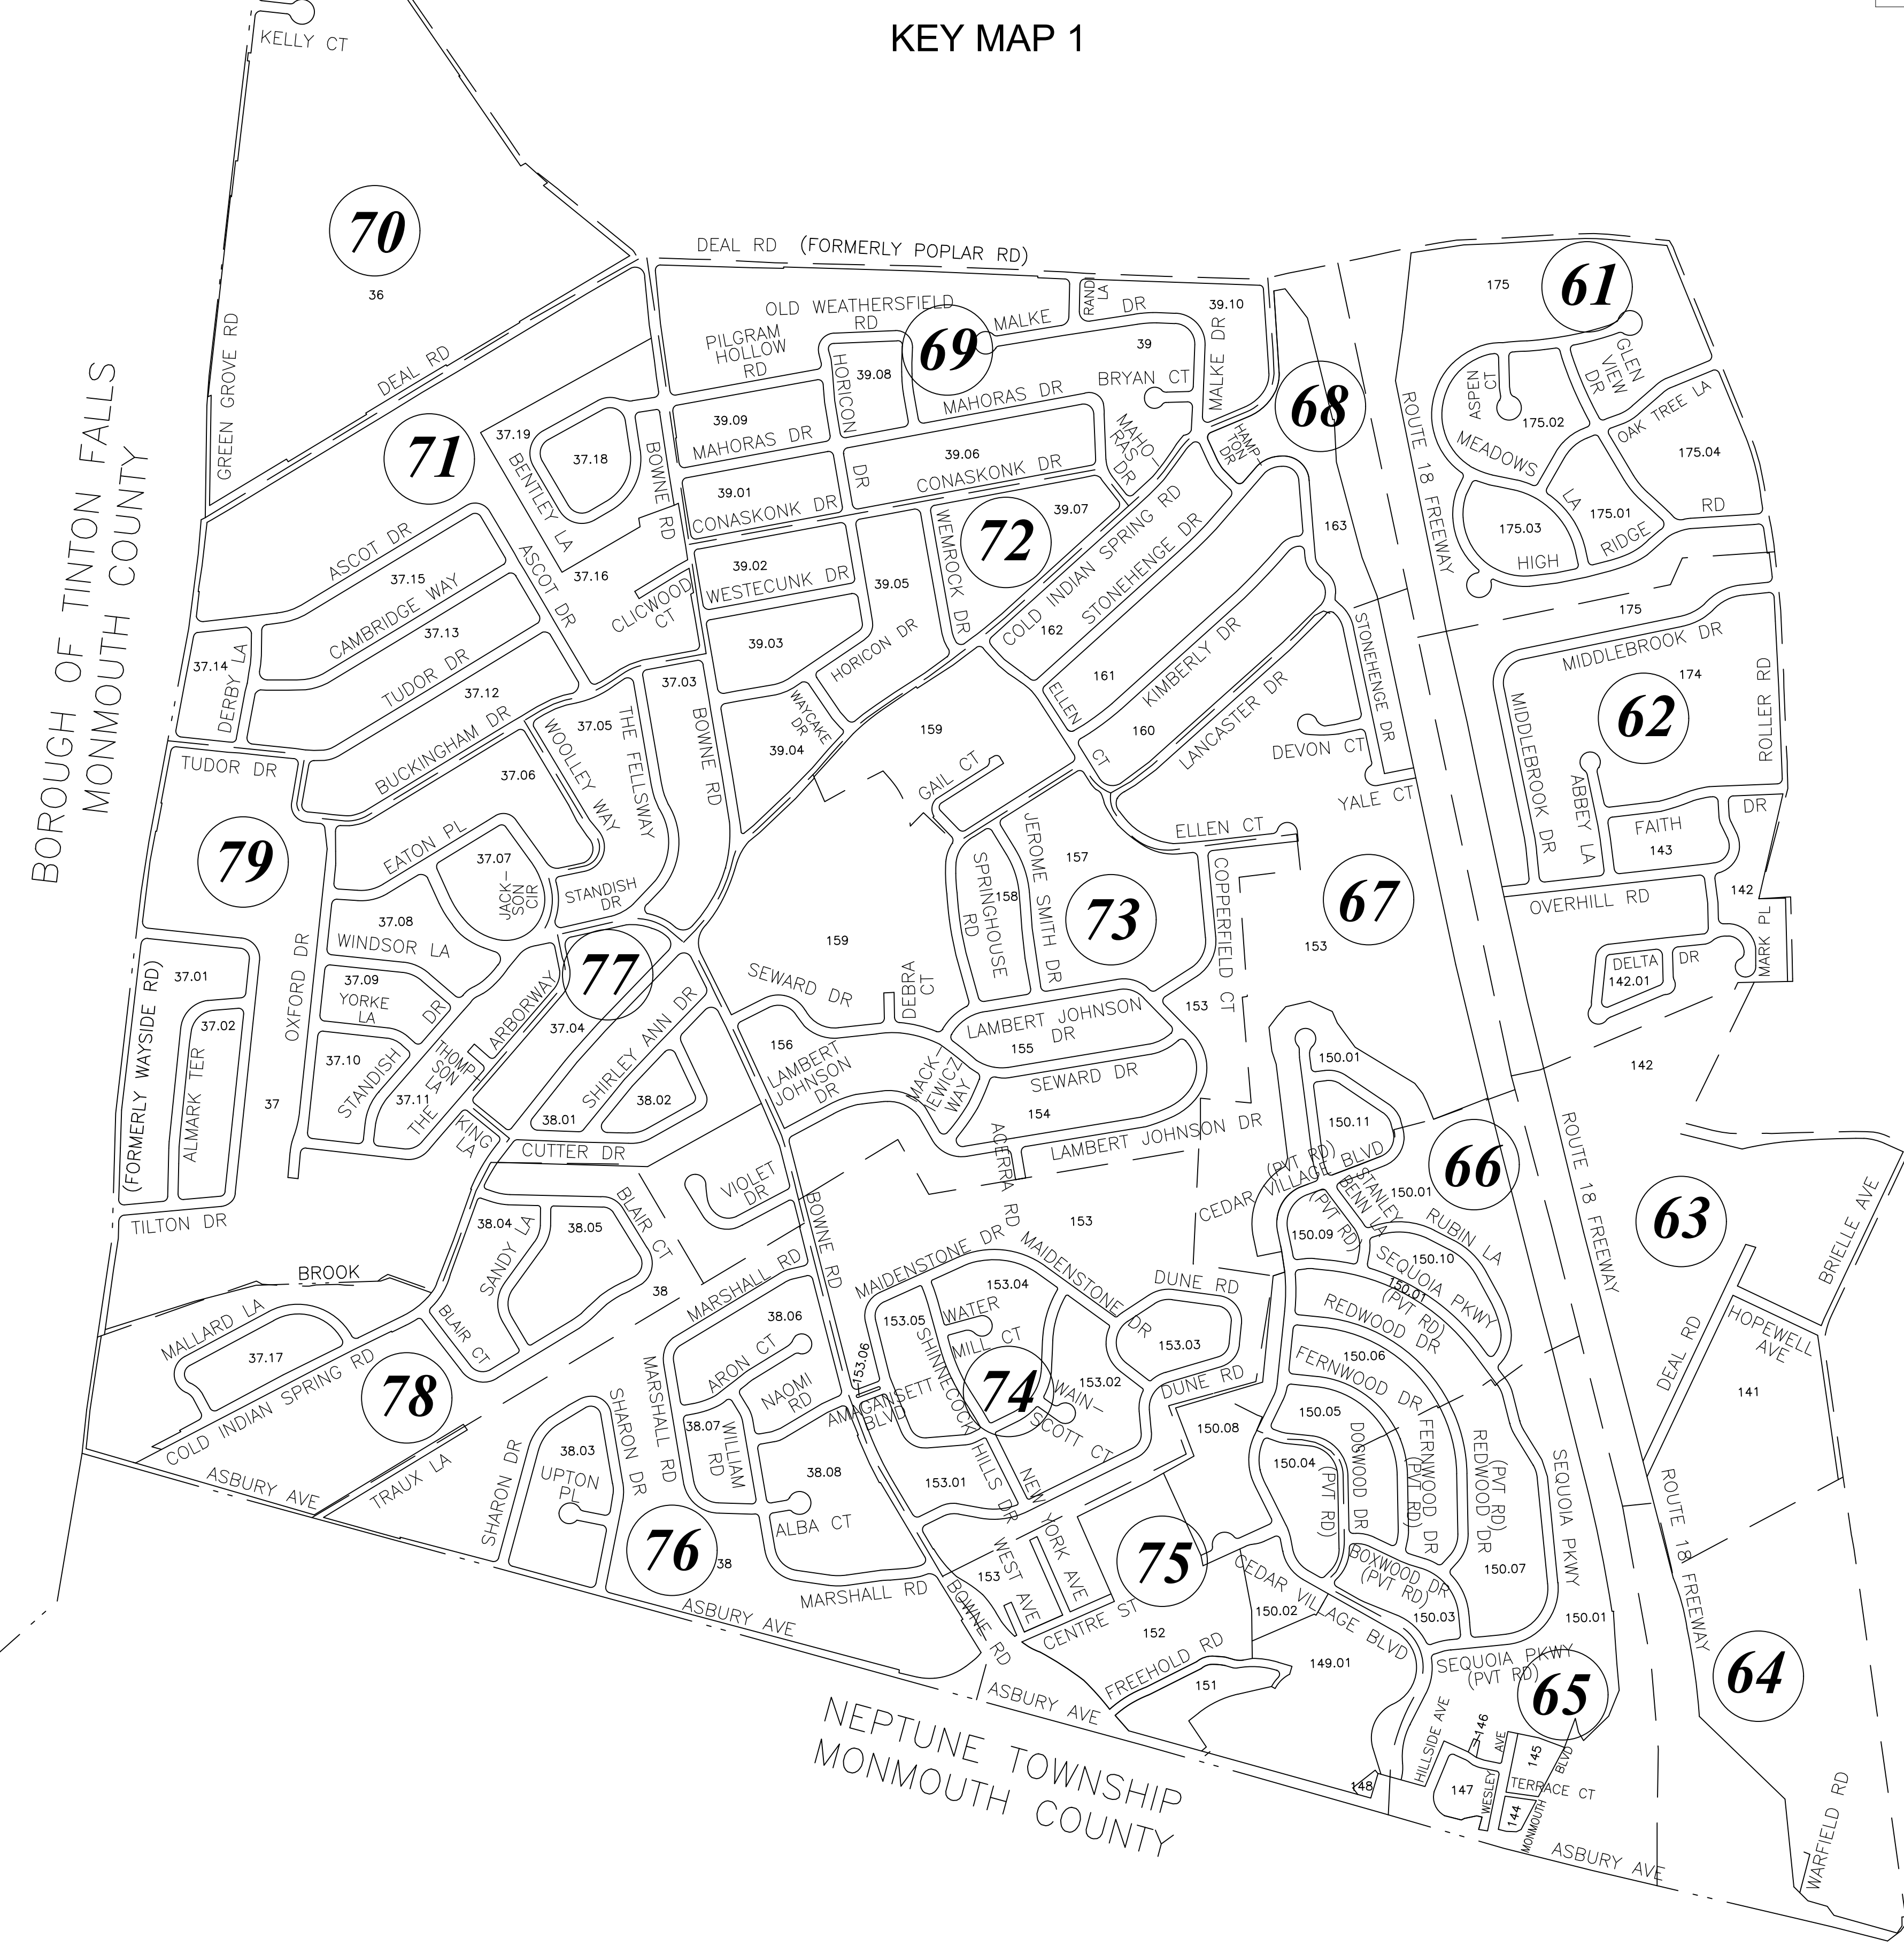 KEY MAP 1
KELLY CT
70
36
GREEN GROVE RD
DEAL RD
BOROUGH OF TINTON FALLS
MONMOUTH COUNTY
DEAL RD (FORMERLY POPLAR RD)
OLD WEATHERSFIELD
RD
PILGRAM
HOLLOW
RD
HORICON
DR
39.08
69
MALKE
DR
RAND
LA
39.10
39
MALKE DR
BRYAN CT
68
61
175
GLEN
VIEW
DR
ASPEN
CT
175.02
MEADOWS
LA
OAK TREE LA
175.04
175.01
175.03
HIGH
RIDGE
RD
ROUTE 18 FREEWAY
71
37.19
37.18
BENTLEY LA
BOWNE RD
39.09
MAHORAS DR
MAHORAS DR
MAHO-
RAS
DR
39.06
39.01
CONASKONK DR
CONASKONK DR
39.07
HAMP-
TON
DR
72
WEMROCK DR
COLD INDIAN SPRING RD
STONEHENGE DR
163
162
ASCOT DR
ASCOT DR
37.15
CAMBRIDGE WAY
37.13
TUDOR DR
37.12
37.16
CLICWOOD
CT
39.02
WESTECUNK DR
39.05
39.03
HORICON DR
WAYCAKE
DR
39.04
37.14
DERBY LA
TUDOR DR
BUCKINGHAM DR
37.03
BOWNE RD
37.05
THE FELLSWAY
WOOLLEY WAY
37.06
161
KIMBERLY DR
160
LANCASTER DR
ELLEN
CT
STONEHENGE DR
DEVON CT
YALE CT
175
MIDDLEBROOK DR
174
62
ROLLER RD
MIDDLEBROOK DR
ABBEY LA
FAITH
DR
143
142
OVERHILL RD
MARK PL
DELTA
DR
142.01
142
79
EATON PL
37.07
JACK-
SON
CIR
STANDISH
DR
37.08
WINDSOR LA
37.09
YORKE
LA
OXFORD DR
37.10
STANDISH
DR
37.11
THE
ARBORWAY
THOMP-
SON
LA
KING
LA
37.01
37.02
ALMARK TER
(FORMERLY WAYSIDE RD)
37
TILTON DR
77
37.04
SHIRLEY ANN DR
38.01
38.02
CUTTER DR
159
GAIL CT
159
SPRINGHOUSE
RD
158
JEROME SMITH DR
157
73
ELLEN CT
COPPERFIELD CT
67
153
153
SEWARD DR
DEBRA
CT
LAMBERT JOHNSON
DR
155
156
LAMBERT
JOHNSON
DR
MACK-
IEWICZ
WAY
SEWARD DR
154
LAMBERT JOHNSON DR
ACERRA RD
153
150.01
150.11
66
CEDAR VILLAGE BLVD
(PVT RD)
STANLEY
BENN LA
(PVT RD)
150.01
RUBIN LA
150.09
150.10
SEQUOIA PKWY
(PVT RD)
150.01
REDWOOD DR
ROUTE 18 FREEWAY
63
BRIELLE AVE
HOPEWELL
AVE
DEAL RD
141
BROOK
MALLARD LA
37.17
COLD INDIAN SPRING RD
78
38.04
SANDY LA
38.05
BLAIR CT
BLAIR CT
38
VIOLET
DR
BOWNE RD
MARSHALL RD
38.06
ARON CT
NAOMI
RD
38.07
WILLIAM
RD
MARSHALL RD
38.08
ALBA CT
MARSHALL RD
TRAUX LA
SHARON DR
38.03
UPTON
PL
SHARON DR
76
38
ASBURY AVE
ASBURY AVE
MAIDENSTONE DR
MAIDENSTONE
DR
DUNE RD
153.04
153.05
WATER
MILL CT
SHINNECOCK
HILLS DR
153.03
153.02
DUNE RD
74
WAIN-
SCOTT CT
153.06
AMAGANSETT
BLVD
153.01
NEW YORK AVE
WEST AVE
153
BOWNE RD
CENTRE ST
75
152
FREEHOLD RD
151
150.08
150.06
FERNWOOD DR
150.05
150.04
DOGWOOD DR
(PVT RD)
FERNWOOD DR
(PVT RD)
REDWOOD DR
(PVT RD)
SEQUOIA PKWY
BOXWOOD DR
(PVT RD)
150.07
150.03
150.02
CEDAR VILLAGE BLVD
150.01
149.01
SEQUOIA PKWY
(PVT RD)
65
64
ROUTE 18 FREEWAY
HILLSIDE AVE
146
147
WESLEY
AVE
145
TERRACE CT
144
MONMOUTH
BLVD
148
ASBURY AVE
ASBURY AVE
WARFIELD RD
NEPTUNE TOWNSHIP
MONMOUTH COUNTY